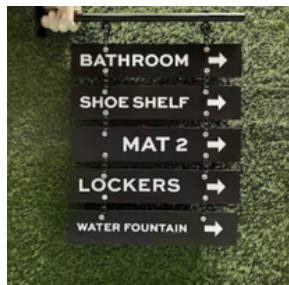 BATHROOM →
SHOE SHELF →
MAT 2 →
LOCKERS →
WATER FOUNTAIN →